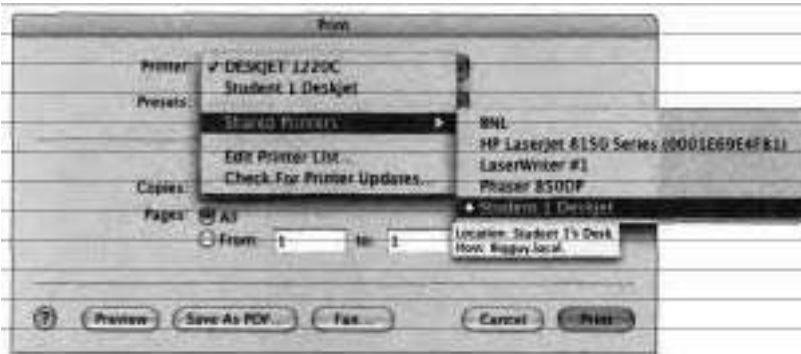 Print
Printer: ✓ DESKJET 1220C
Student 1 Deskjet
Presets:
Shared Printers
BNL
HP LaserJet 8150 Series (0001E69E4FB1)
LaserWriter #1
Phaser 850DP
Student 1 Deskjet
Location: Student 1's Desk
Host: local.
Edit Printer List...
Check For Printer Updates...
Copies:
Pages: All
From: 1 to: 1
? Preview Save As PDF... Fax... Cancel Print